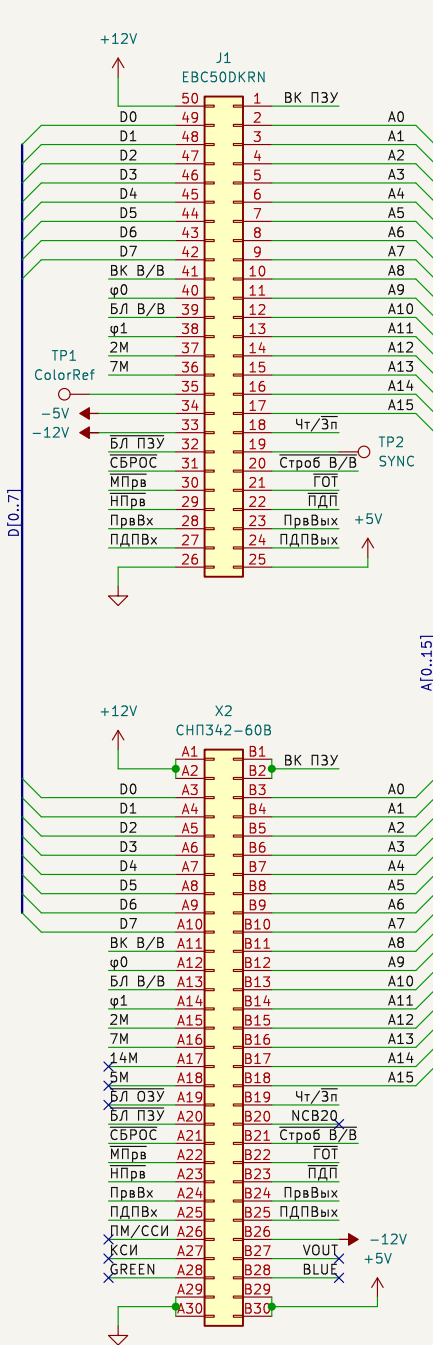 +12V
J1
EBC50DKRN
50 1 ВК ПЗУ
D0 49 2 A0
D1 48 3 A1
D2 47 4 A2
D3 46 5 A3
D4 45 6 A4
D5 44 7 A5
D6 43 8 A6
D7 42 9 A7
ВК В/В 41 10 A8
φ0 40 11 A9
БЛ В/В 39 12 A10
φ1 38 13 A11
2М 37 14 A12
7М 36 15 A13
TP1
ColorRef
35 16 A14
-5V 34 17 A15
-12V 33 18 Чт/Зп
БЛ ПЗУ 32 19 TP2
SYNC
СБРОС 31 20 Строб В/В
МПрв 30 21 ГОТ
НПрв 29 22 ПДП
ПрвВх 28 23 ПрвВых +5V
ПДПВх 27 24 ПДПВых
26 25
D[0..7]
A[0..15]
+12V
X2
СНП342-60В
A1 B1 ВК ПЗУ
A2 B2
D0 A3 B3 A0
D1 A4 B4 A1
D2 A5 B5 A2
D3 A6 B6 A3
D4 A7 B7 A4
D5 A8 B8 A5
D6 A9 B9 A6
D7 A10 B10 A7
ВК В/В A11 B11 A8
φ0 A12 B12 A9
БЛ В/В A13 B13 A10
φ1 A14 B14 A11
2М A15 B15 A12
7М A16 B16 A13
14М A17 B17 A14
5М A18 B18 A15
БЛ ОЗУ A19 B19 Чт/Зп
БЛ ПЗУ A20 B20 NCB20
СБРОС A21 B21 Строб В/В
МПрв A22 B22 ГОТ
НПрв A23 B23 ПДП
ПрвВх A24 B24 ПрвВых
ПДПВх A25 B25 ПДПВых
ПМ/ССИ A26 B26 -12V
КСИ A27 B27 VOUT +5V
GREEN A28 B28 BLUE
A29 B29
A30 B30